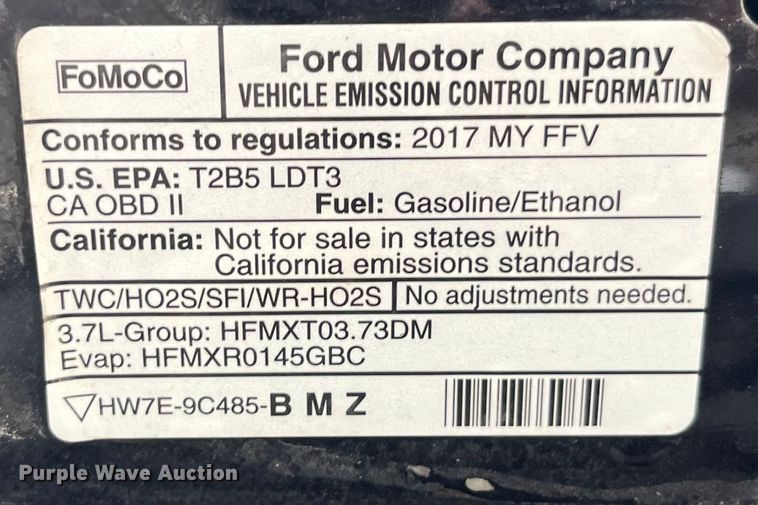 FoMoCo
Ford Motor Company
VEHICLE EMISSION CONTROL INFORMATION
Conforms to regulations: 2017 MY FFV
U.S. EPA: T2B5 LDT3
CA OBD II Fuel: Gasoline/Ethanol
California: Not for sale in states with
California emissions standards.
TWC/HO2S/SFI/WR-HO2S No adjustments needed.
3.7L-Group: HFMXT03.73DM
Evap: HFMXR0145GBC
HW7E-9C485-B M Z
Purple Wave Auction